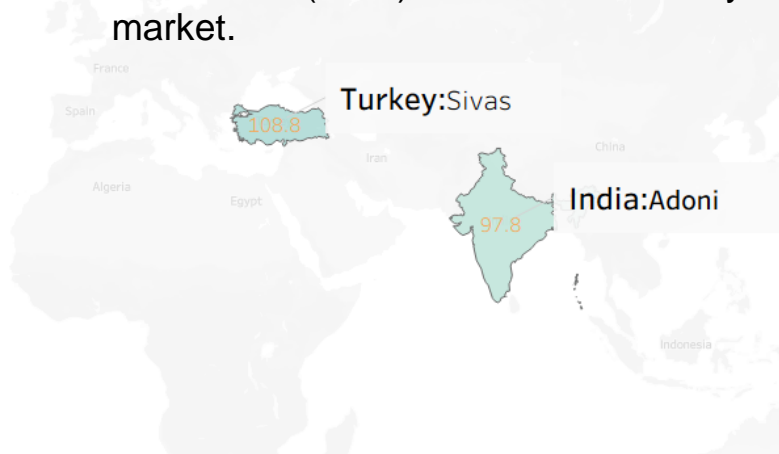 market.
France
Turkey:Sivas
Spain
108.8
China
Iran
Algeria
Egypt
India:Adoni
97.8
Indonesia